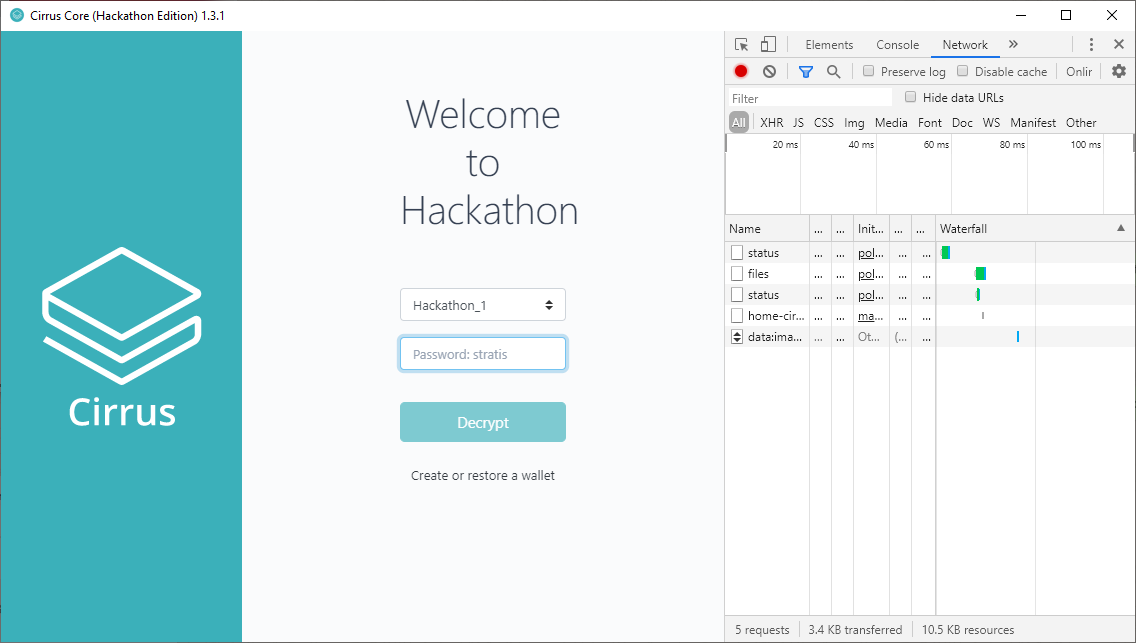 Cirrus Core (Hackathon Edition) 1.3.1
Cirrus
Welcome
to
Hackathon
Hackathon_1
Password: stratis
Decrypt
Create or restore a wallet
Elements Console Network
Preserve log Disable cache Onlir
Filter Hide data URLs
All XHR JS CSS Img Media Font Doc WS Manifest Other
20 ms 40 ms 60 ms 80 ms 100 ms
Name ... ... Init... ... ... Waterfall
status ... ... pol... ... ...
files ... ... pol... ... ...
status ... ... pol... ... ...
home-cir... ... ... ma... ... ...
data:ima... ... ... Ot... (... ...
5 requests 3.4 KB transferred 10.5 KB resources